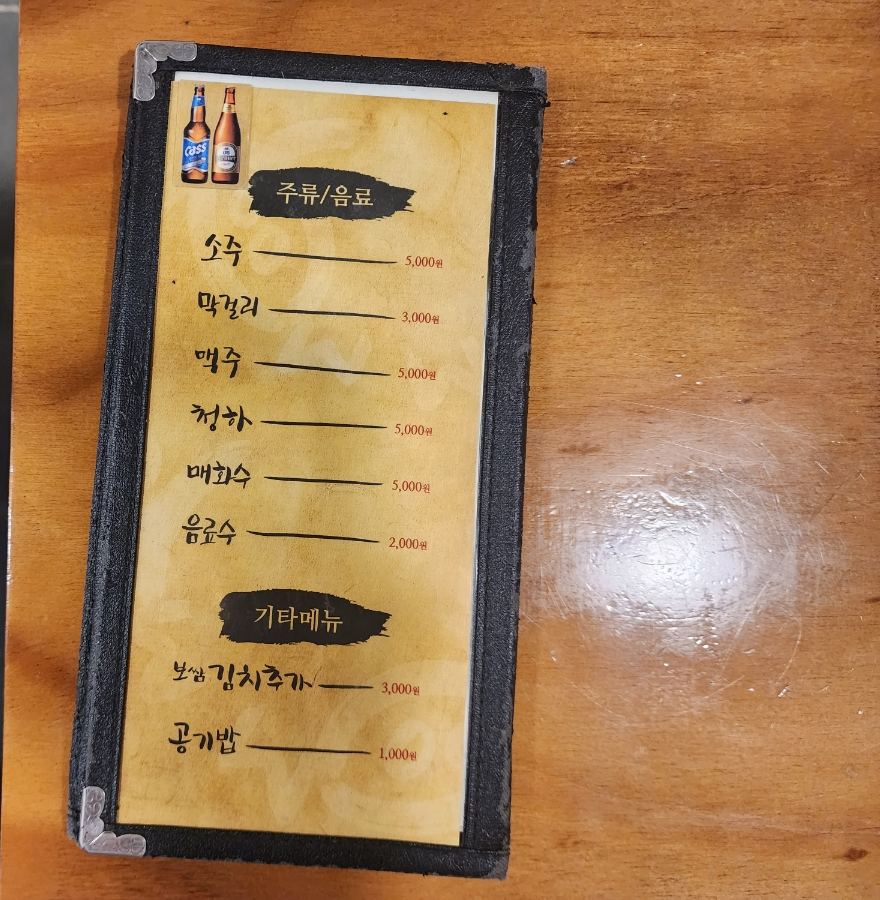 Cass
주류/음료
소주 5,000원
막걸리 3,000원
맥주 5,000원
청하 5,000원
매화수 5,000원
음료수 2,000원
기타메뉴
보쌈김치추가 3,000원
공기밥 1,000원